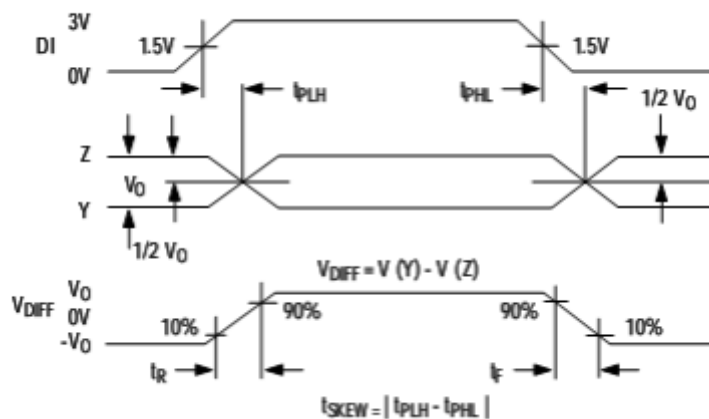 3V
DI
1.5V
1.5V
0V
tPLH
tPHL
1/2 VO
Z
VO
Y
1/2 VO
VDIFF = V (Y) - V (Z)
VO
VDIFF 0V
-VO
10%
90%
90%
10%
tR
tF
tSKEW = | tPLH - tPHL |